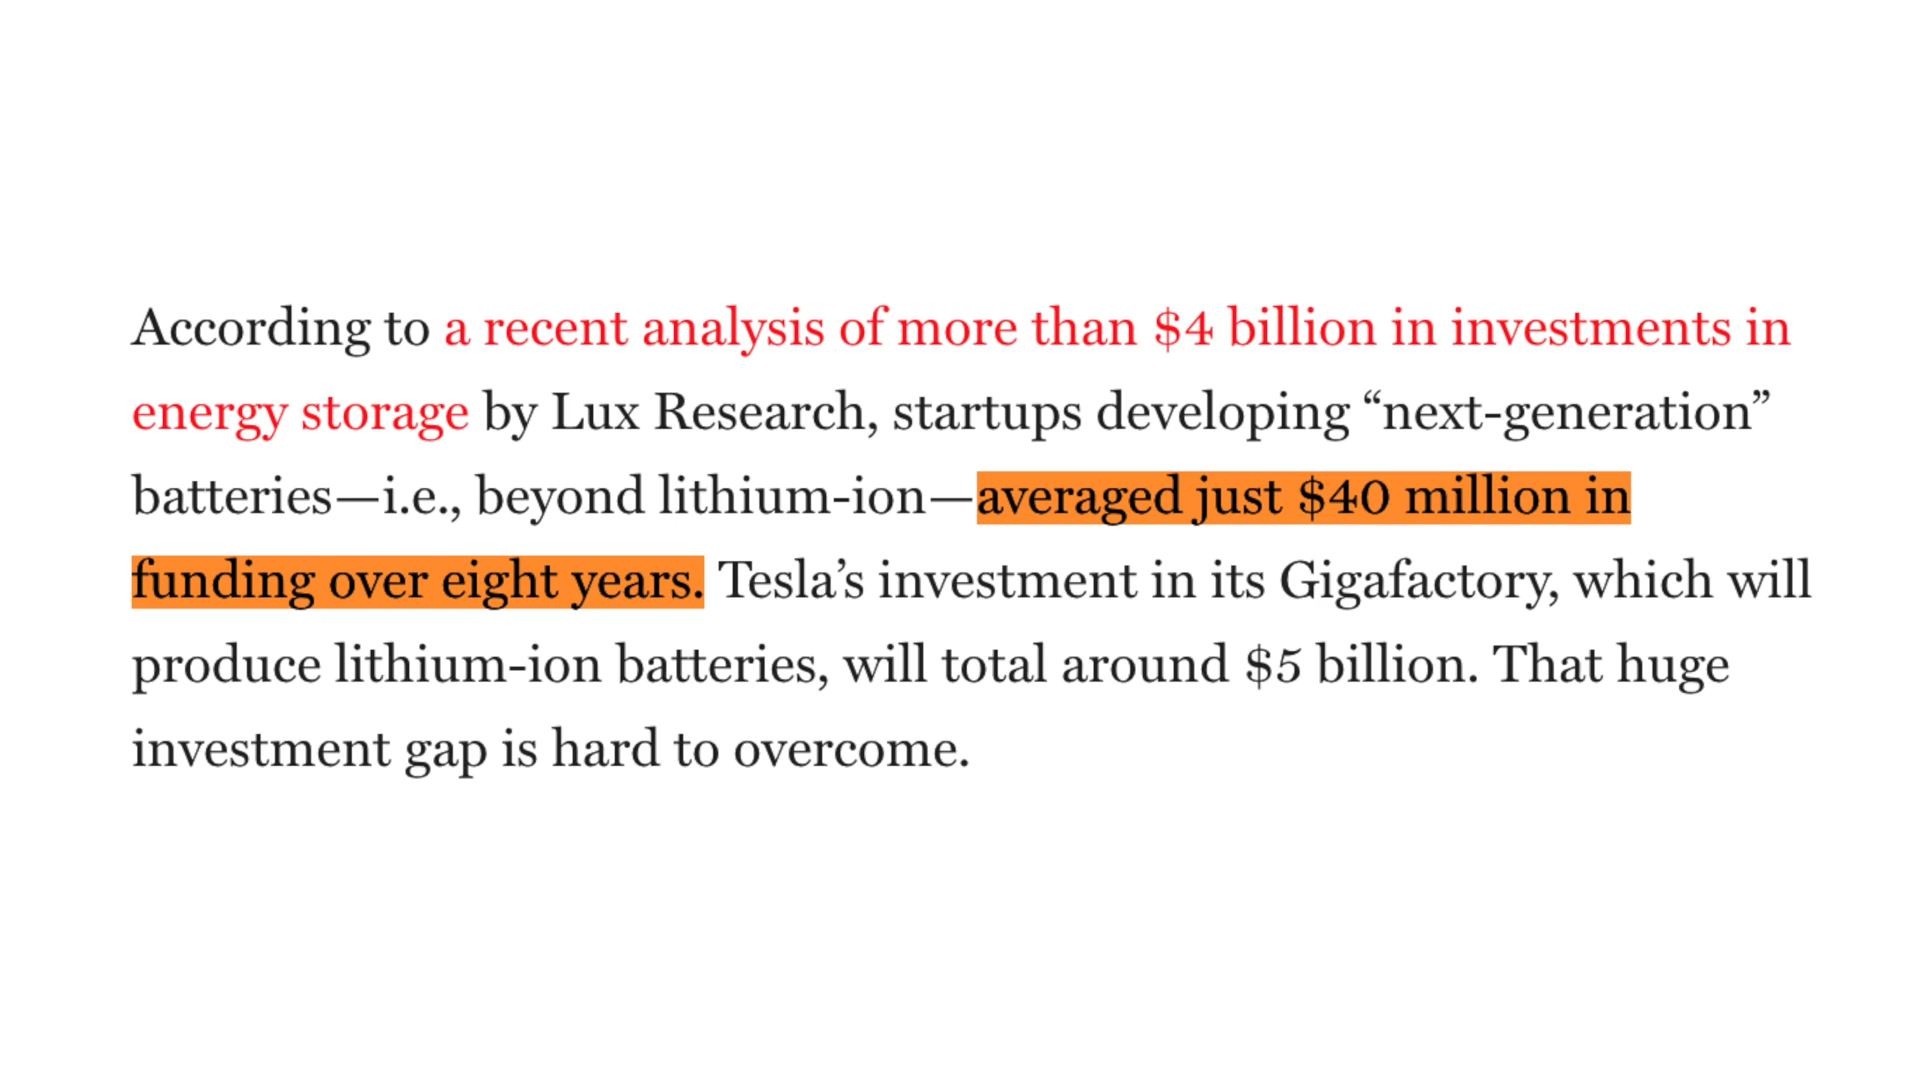 According to a recent analysis of more than $4 billion in investments in
energy storage by Lux Research, startups developing “next-generation”
batteries—i.e., beyond lithium-ion—averaged just $40 million in
funding over eight years. Tesla’s investment in its Gigafactory, which will
produce lithium-ion batteries, will total around $5 billion. That huge
investment gap is hard to overcome.